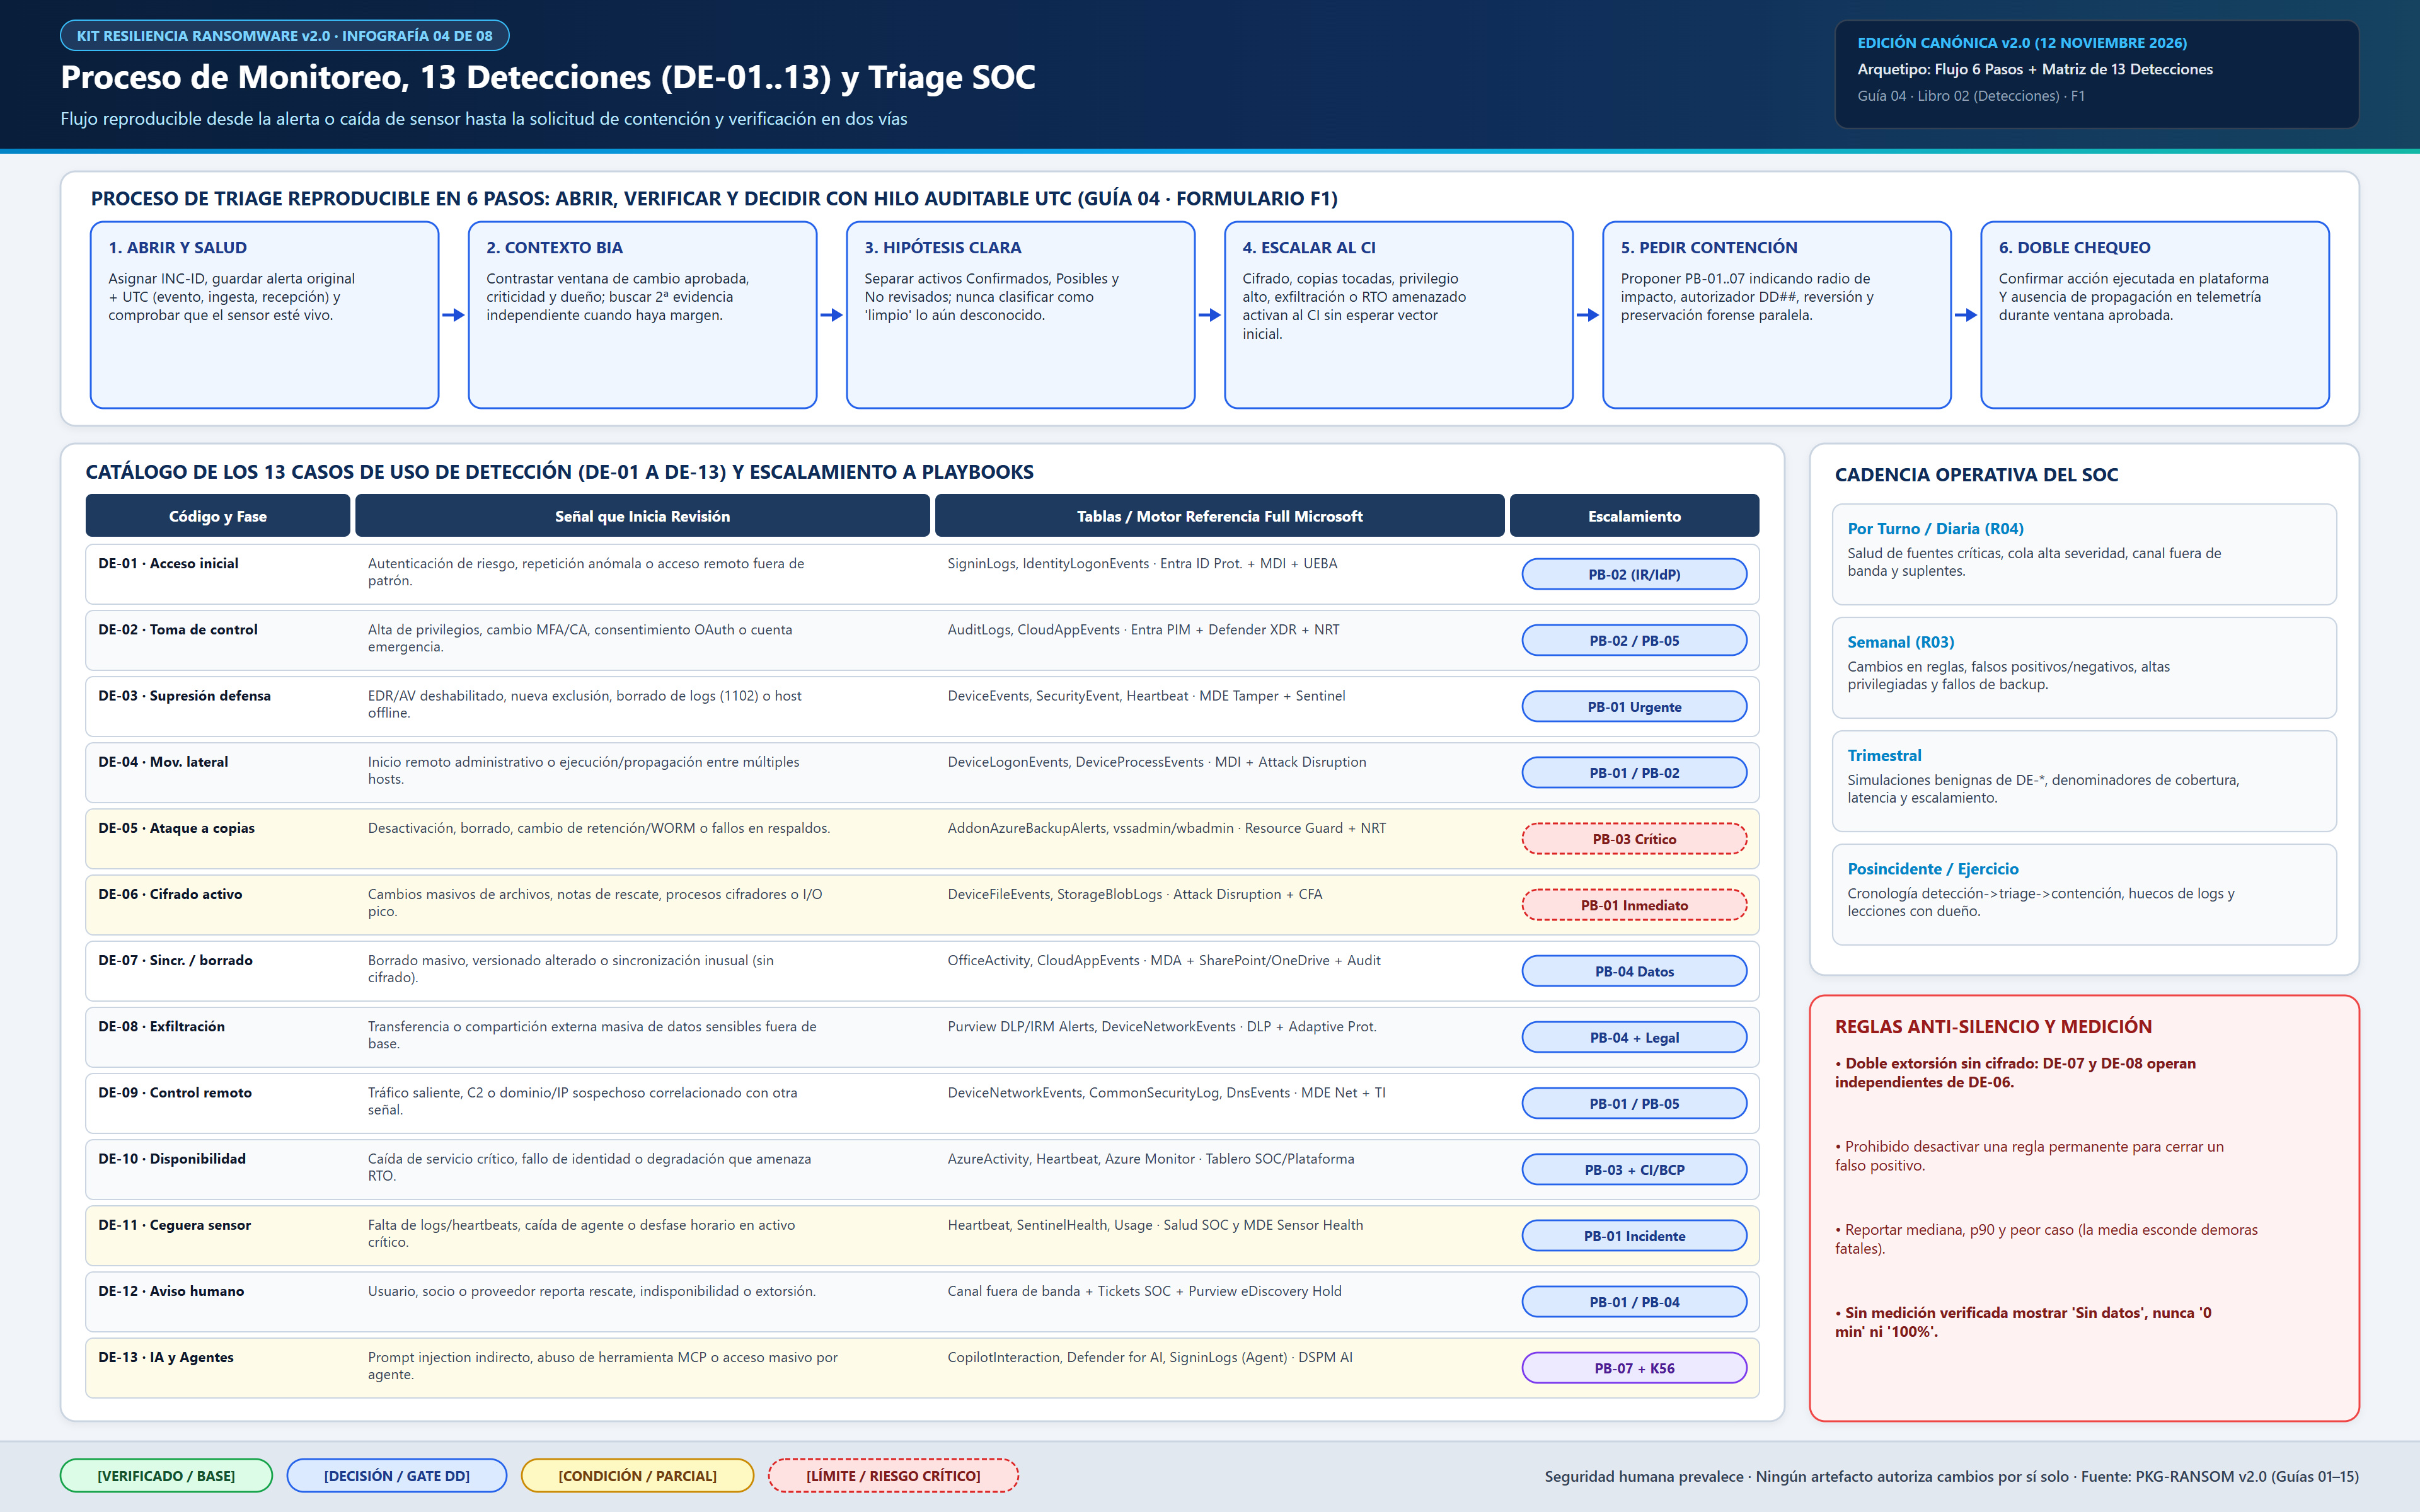 KIT RESILIENCIA RANSOMWARE v2.0 · INFOGRAFÍA 04 DE 08
Proceso de Monitoreo, 13 Detecciones (DE-01..13) y Triage SOC
Flujo reproducible desde la alerta o caída de sensor hasta la solicitud de contención y verificación en dos vías
EDICIÓN CANÓNICA v2.0 (12 NOVIEMBRE 2026)
Arquetipo: Flujo 6 Pasos + Matriz de 13 Detecciones
Guía 04 · Libro 02 (Detecciones) · F1
PROCESO DE TRIAGE REPRODUCIBLE EN 6 PASOS: ABRIR, VERIFICAR Y DECIDIR CON HILO AUDITABLE UTC (GUÍA 04 · FORMULARIO F1)
1. ABRIR Y SALUD
Asignar INC-ID, guardar alerta original
+ UTC (evento, ingesta, recepción) y
comprobar que el sensor esté vivo.
2. CONTEXTO BIA
Contrastar ventana de cambio aprobada,
criticidad y dueño; buscar 2ª evidencia
independiente cuando haya margen.
3. HIPÓTESIS CLARA
Separar activos Confirmados, Posibles y
No revisados; nunca clasificar como
'limpio' lo aún desconocido.
4. ESCALAR AL CI
Cifrado, copias tocadas, privilegio
alto, exfiltración o RTO amenazado
activan al CI sin esperar vector
inicial.
5. PEDIR CONTENCIÓN
Proponer PB-01..07 indicando radio de
impacto, autorizador DD##, reversión y
preservación forense paralela.
6. DOBLE CHEQUEO
Confirmar acción ejecutada en plataforma
Y ausencia de propagación en telemetría
durante ventana aprobada.
CATÁLOGO DE LOS 13 CASOS DE USO DE DETECCIÓN (DE-01 A DE-13) Y ESCALAMIENTO A PLAYBOOKS
Código y Fase
Señal que Inicia Revisión
Tablas / Motor Referencia Full Microsoft
Escalamiento
DE-01 · Acceso inicial
Autenticación de riesgo, repetición anómala o acceso remoto fuera de
patrón.
SigninLogs, IdentityLogonEvents · Entra ID Prot. + MDI + UEBA
PB-02 (IR/IdP)
DE-02 · Toma de control
Alta de privilegios, cambio MFA/CA, consentimiento OAuth o cuenta
emergencia.
AuditLogs, CloudAppEvents · Entra PIM + Defender XDR + NRT
PB-02 / PB-05
DE-03 · Supresión defensa
EDR/AV deshabilitado, nueva exclusión, borrado de logs (1102) o host
offline.
DeviceEvents, SecurityEvent, Heartbeat · MDE Tamper + Sentinel
PB-01 Urgente
DE-04 · Mov. lateral
Inicio remoto administrativo o ejecución/propagación entre múltiples
hosts.
DeviceLogonEvents, DeviceProcessEvents · MDI + Attack Disruption
PB-01 / PB-02
DE-05 · Ataque a copias
Desactivación, borrado, cambio de retención/WORM o fallos en respaldos.
AddonAzureBackupAlerts, vssadmin/wbadmin · Resource Guard + NRT
PB-03 Crítico
DE-06 · Cifrado activo
Cambios masivos de archivos, notas de rescate, procesos cifradores o I/O
pico.
DeviceFileEvents, StorageBlobLogs · Attack Disruption + CFA
PB-01 Inmediato
DE-07 · Sincr. / borrado
Borrado masivo, versionado alterado o sincronización inusual (sin
cifrado).
OfficeActivity, CloudAppEvents · MDA + SharePoint/OneDrive + Audit
PB-04 Datos
DE-08 · Exfiltración
Transferencia o compartición externa masiva de datos sensibles fuera de
base.
Purview DLP/IRM Alerts, DeviceNetworkEvents · DLP + Adaptive Prot.
PB-04 + Legal
DE-09 · Control remoto
Tráfico saliente, C2 o dominio/IP sospechoso correlacionado con otra
señal.
DeviceNetworkEvents, CommonSecurityLog, DnsEvents · MDE Net + TI
PB-01 / PB-05
DE-10 · Disponibilidad
Caída de servicio crítico, fallo de identidad o degradación que amenaza
RTO.
AzureActivity, Heartbeat, Azure Monitor · Tablero SOC/Plataforma
PB-03 + CI/BCP
DE-11 · Ceguera sensor
Falta de logs/heartbeats, caída de agente o desfase horario en activo
crítico.
Heartbeat, SentinelHealth, Usage · Salud SOC y MDE Sensor Health
PB-01 Incidente
DE-12 · Aviso humano
Usuario, socio o proveedor reporta rescate, indisponibilidad o extorsión.
Canal fuera de banda + Tickets SOC + Purview eDiscovery Hold
PB-01 / PB-04
DE-13 · IA y Agentes
Prompt injection indirecto, abuso de herramienta MCP o acceso masivo por
agente.
CopilotInteraction, Defender for AI, SigninLogs (Agent) · DSPM AI
PB-07 + K56
CADENCIA OPERATIVA DEL SOC
Por Turno / Diaria (R04)
Salud de fuentes críticas, cola alta severidad, canal fuera de
banda y suplentes.
Semanal (R03)
Cambios en reglas, falsos positivos/negativos, altas
privilegiadas y fallos de backup.
Trimestral
Simulaciones benignas de DE-*, denominadores de cobertura,
latencia y escalamiento.
Posincidente / Ejercicio
Cronología detección->triage->contención, huecos de logs y
lecciones con dueño.
REGLAS ANTI-SILENCIO Y MEDICIÓN
• Doble extorsión sin cifrado: DE-07 y DE-08 operan
independientes de DE-06.
• Prohibido desactivar una regla permanente para cerrar un
falso positivo.
• Reportar mediana, p90 y peor caso (la media esconde demoras
fatales).
• Sin medición verificada mostrar 'Sin datos', nunca '0
min' ni '100%'.
[VERIFICADO / BASE]
[DECISIÓN / GATE DD]
[CONDICIÓN / PARCIAL]
[LÍMITE / RIESGO CRÍTICO]
Seguridad humana prevalece · Ningún artefacto autoriza cambios por sí solo · Fuente: PKG-RANSOM v2.0 (Guías 01–15)